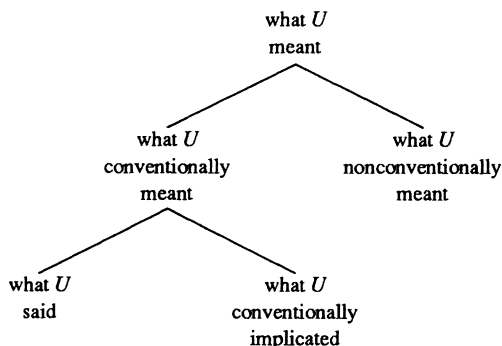 what U
meant
what U
conventionally
meant
what U
nonconventionally
meant
what U
said
what U
conventionally
implicated